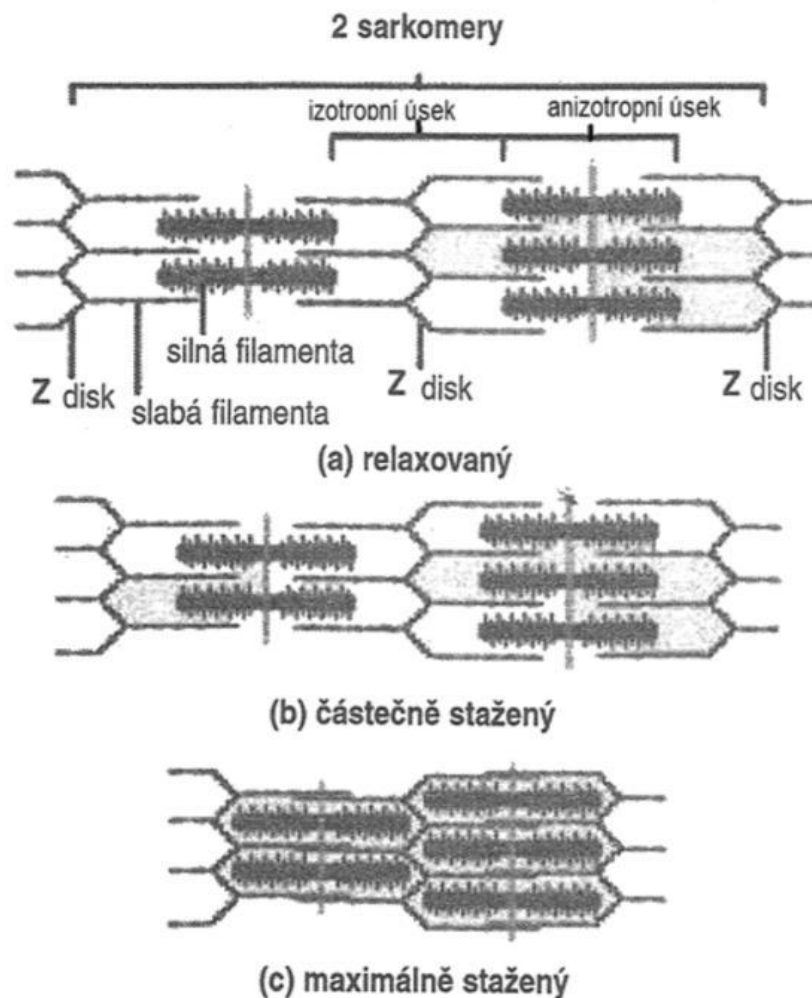 2 sarkomery
izotropní úsek
anizotropní úsek
silná filamenta
Z disk
slabá filamenta
Z
disk
Z
disk
(a) relaxovaný
(b) částečně stažený
(c) maximálně stažený